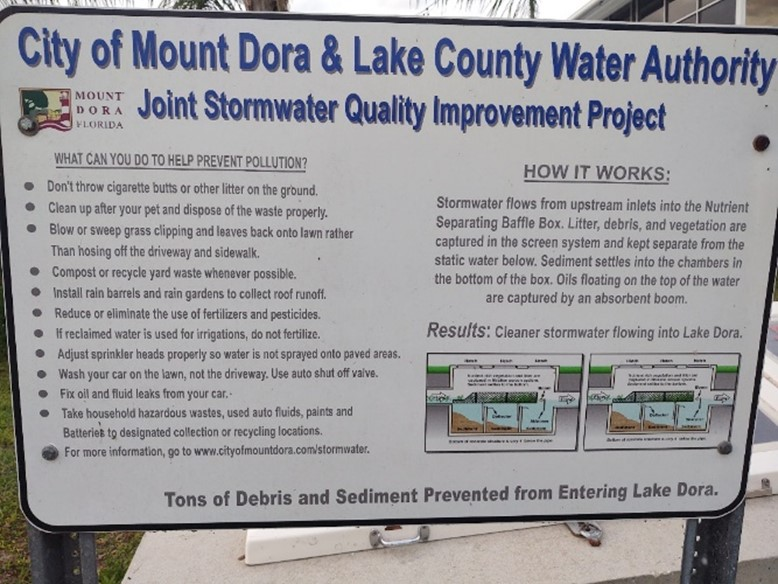 City of Mount Dora & Lake County Water Authority
MOUNT
DORA
FLORIDA
Joint Stormwater Quality Improvement Project
WHAT CAN YOU DO TO HELP PREVENT POLLUTION?
Don't throw cigarette butts or other litter on the ground.
Clean up after your pet and dispose of the waste properly.
Blow or sweep grass clipping and leaves back onto lawn rather
Than hosing off the driveway and sidewalk.
Compost or recycle yard waste whenever possible.
Install rain barrels and rain gardens to collect roof runoff.
Reduce or eliminate the use of fertilizers and pesticides.
If reclaimed water is used for irrigations, do not fertilize.
Adjust sprinkler heads properly so water is not sprayed onto paved areas.
Wash your car on the lawn, not the driveway. Use auto shut off valve.
Fix oil and fluid leaks from your car.
Take household hazardous wastes, used auto fluids, paints and
Batteries to designated collection or recycling locations.
For more information, go to www.cityofmountdora.com/stormwater.
HOW IT WORKS:
Stormwater flows from upstream inlets into the Nutrient
Separating Baffle Box. Litter, debris, and vegetation are
captured in the screen system and kept separate from the
static water below. Sediment settles into the chambers in
the bottom of the box. Oils floating on the top of the water
are captured by an absorbent boom.
Results: Cleaner stormwater flowing into Lake Dora.
Tons of Debris and Sediment Prevented from Entering Lake Dora.